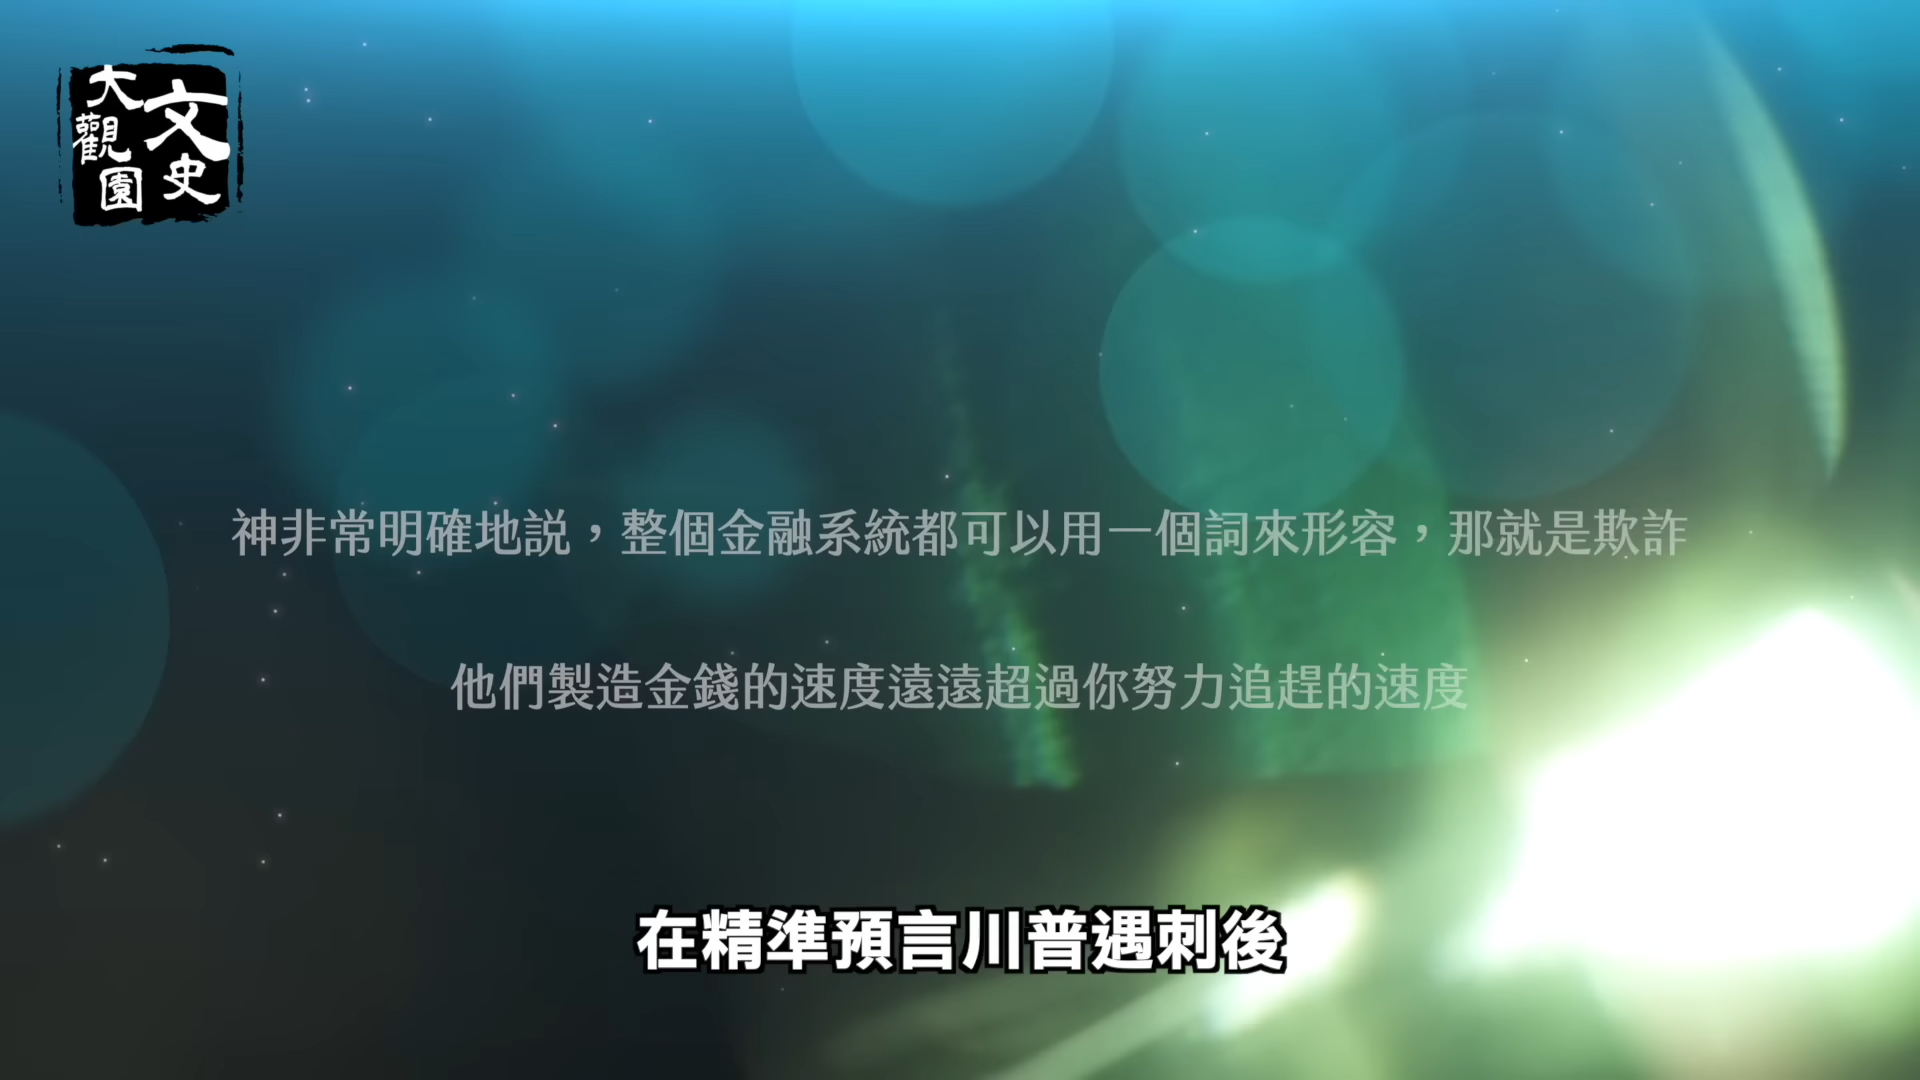 文史
大觀園
神非常明確地説，整個金融系統都可以用一個詞來形容，那就是欺詐
他們製造金錢的速度遠遠超過你努力追趕的速度
在精準預言川普遇刺後